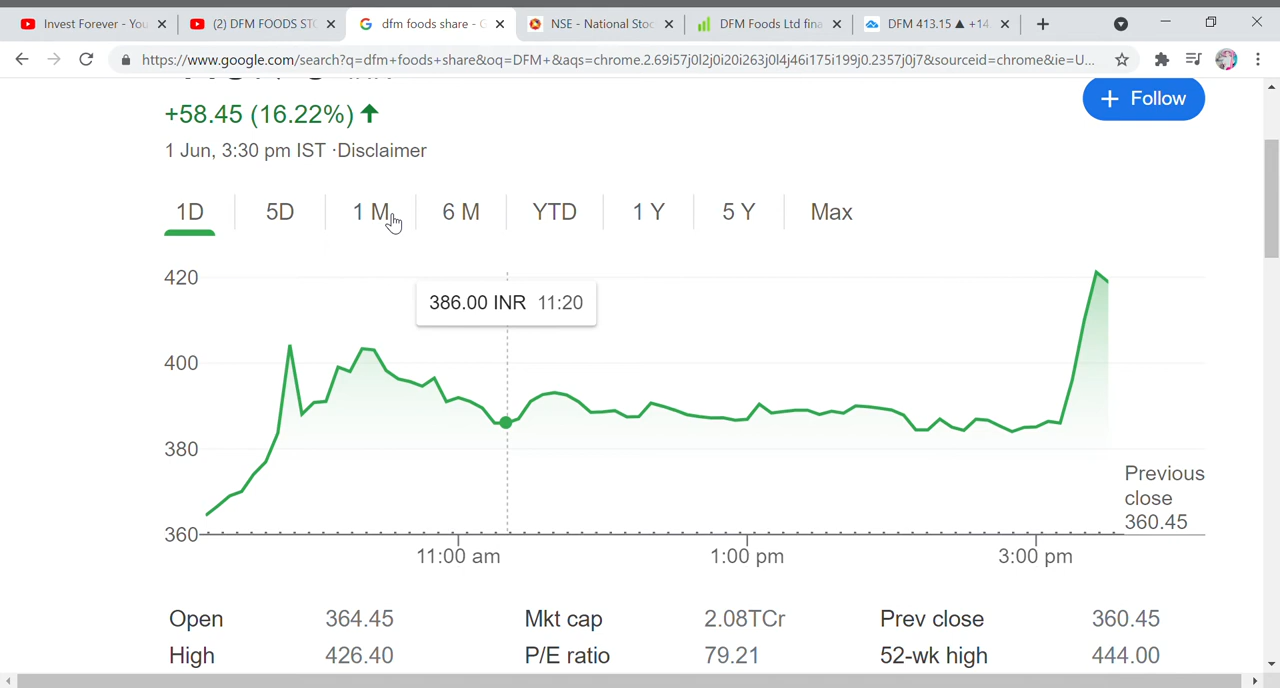 Invest Forever - Yo
(2) DFM FOODS STO
dfm foods share - G
NSE - National Stoc
DFM Foods Ltd fina
DFM 413.15 ▲ +14
https://www.google.com/search?q=dfm+foods+share&oq=DFM+&aqs=chrome.2.69i57j0l2j0i20i263j0l4j46i175i199j0.2357j0j7&sourceid=chrome&ie=U...
+58.45 (16.22%)
+ Follow
1 Jun, 3:30 pm IST ·Disclaimer
1D 5D 1 M 6 M YTD 1 Y 5 Y Max
420
386.00 INR 11:20
400
380
Previous
close
360.45
360
11:00 am 1:00 pm 3:00 pm
Open 364.45 Mkt cap 2.08TCr Prev close 360.45
High 426.40 P/E ratio 79.21 52-wk high 444.00